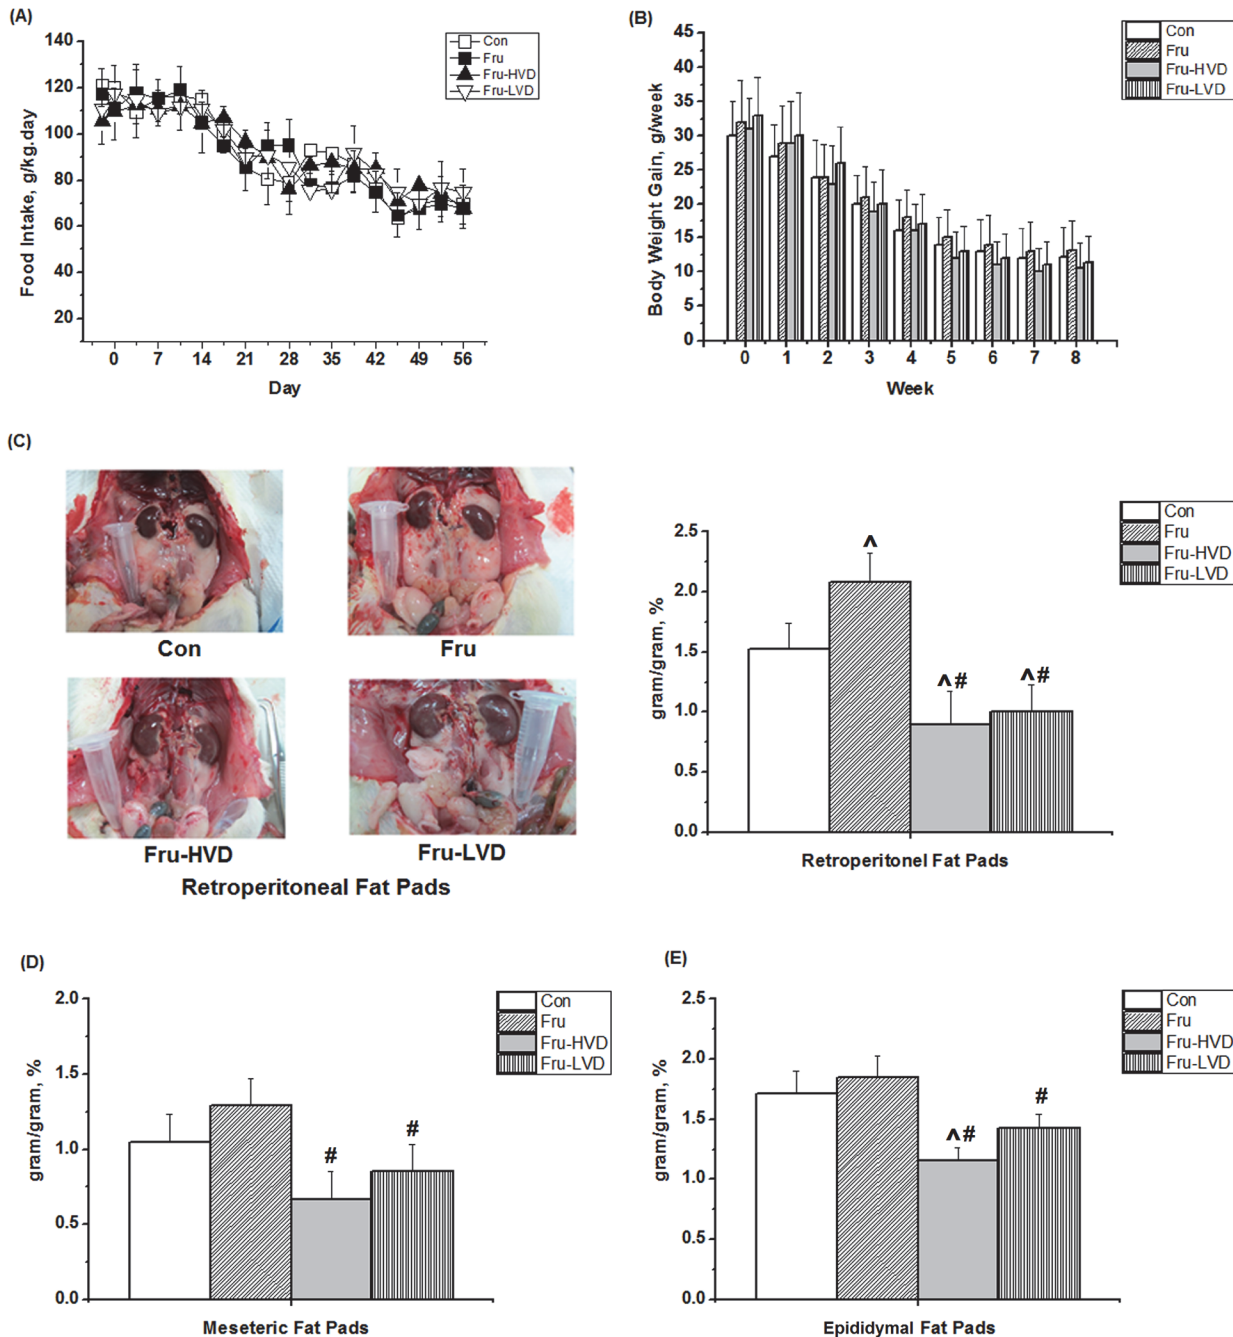 (A)
140
120
100
80
60
40
20
Food Intake, g/kg.day
0 7 14 21 28 35 42 49 56
Day
Con
Fru
Fru-HVD
Fru-LVD
(B)
45
40
35
30
25
20
15
10
5
0
Body Weight Gain, g/week
0 1 2 3 4 5 6 7 8
Week
Con
Fru
Fru-HVD
Fru-LVD
(C)
Con
Fru
Fru-HVD
Fru-LVD
Retroperitoneal Fat Pads
2.5
2.0
1.5
1.0
0.5
0.0
gram/gram, %
^
^#
^#
Retroperitonel Fat Pads
Con
Fru
Fru-HVD
Fru-LVD
(D)
2.0
1.5
1.0
0.5
0.0
gram/gram, %
#
#
Meseteric Fat Pads
Con
Fru
Fru-HVD
Fru-LVD
(E)
2.5
2.0
1.5
1.0
0.5
0.0
gram/gram, %
^#
#
Epididymal Fat Pads
Con
Fru
Fru-HVD
Fru-LVD